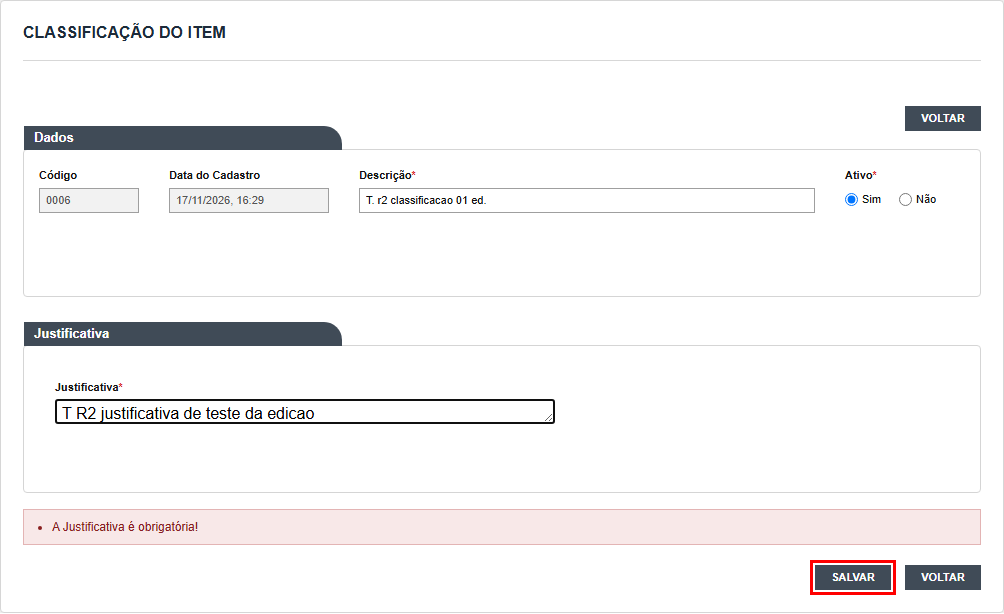 CLASSIFICAÇÃO DO ITEM
VOLTAR
Dados
Código
Data do Cadastro
Descrição*
Ativo*
0006
17/11/2026, 16:29
T. r2 classificacao 01 ed.
Sim
Não
Justificativa
Justificativa*
T R2 justificativa de teste da edicao
• A Justificativa é obrigatória!
SALVAR
VOLTAR